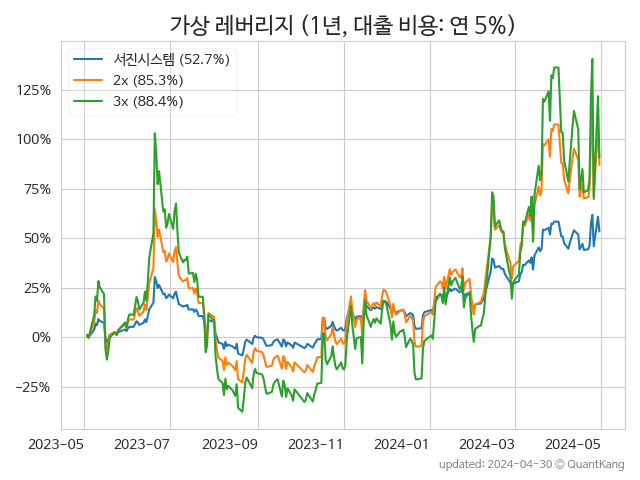 가상 레버리지 (1년, 대출 비용: 연 5%)
서진시스템 (52.7%)
2x (85.3%)
3x (88.4%)
125%
100%
75%
50%
25%
0%
−25%
2023-05 2023-07 2023-09 2023-11 2024-01 2024-03 2024-05
updated: 2024-04-30 © QuantKang